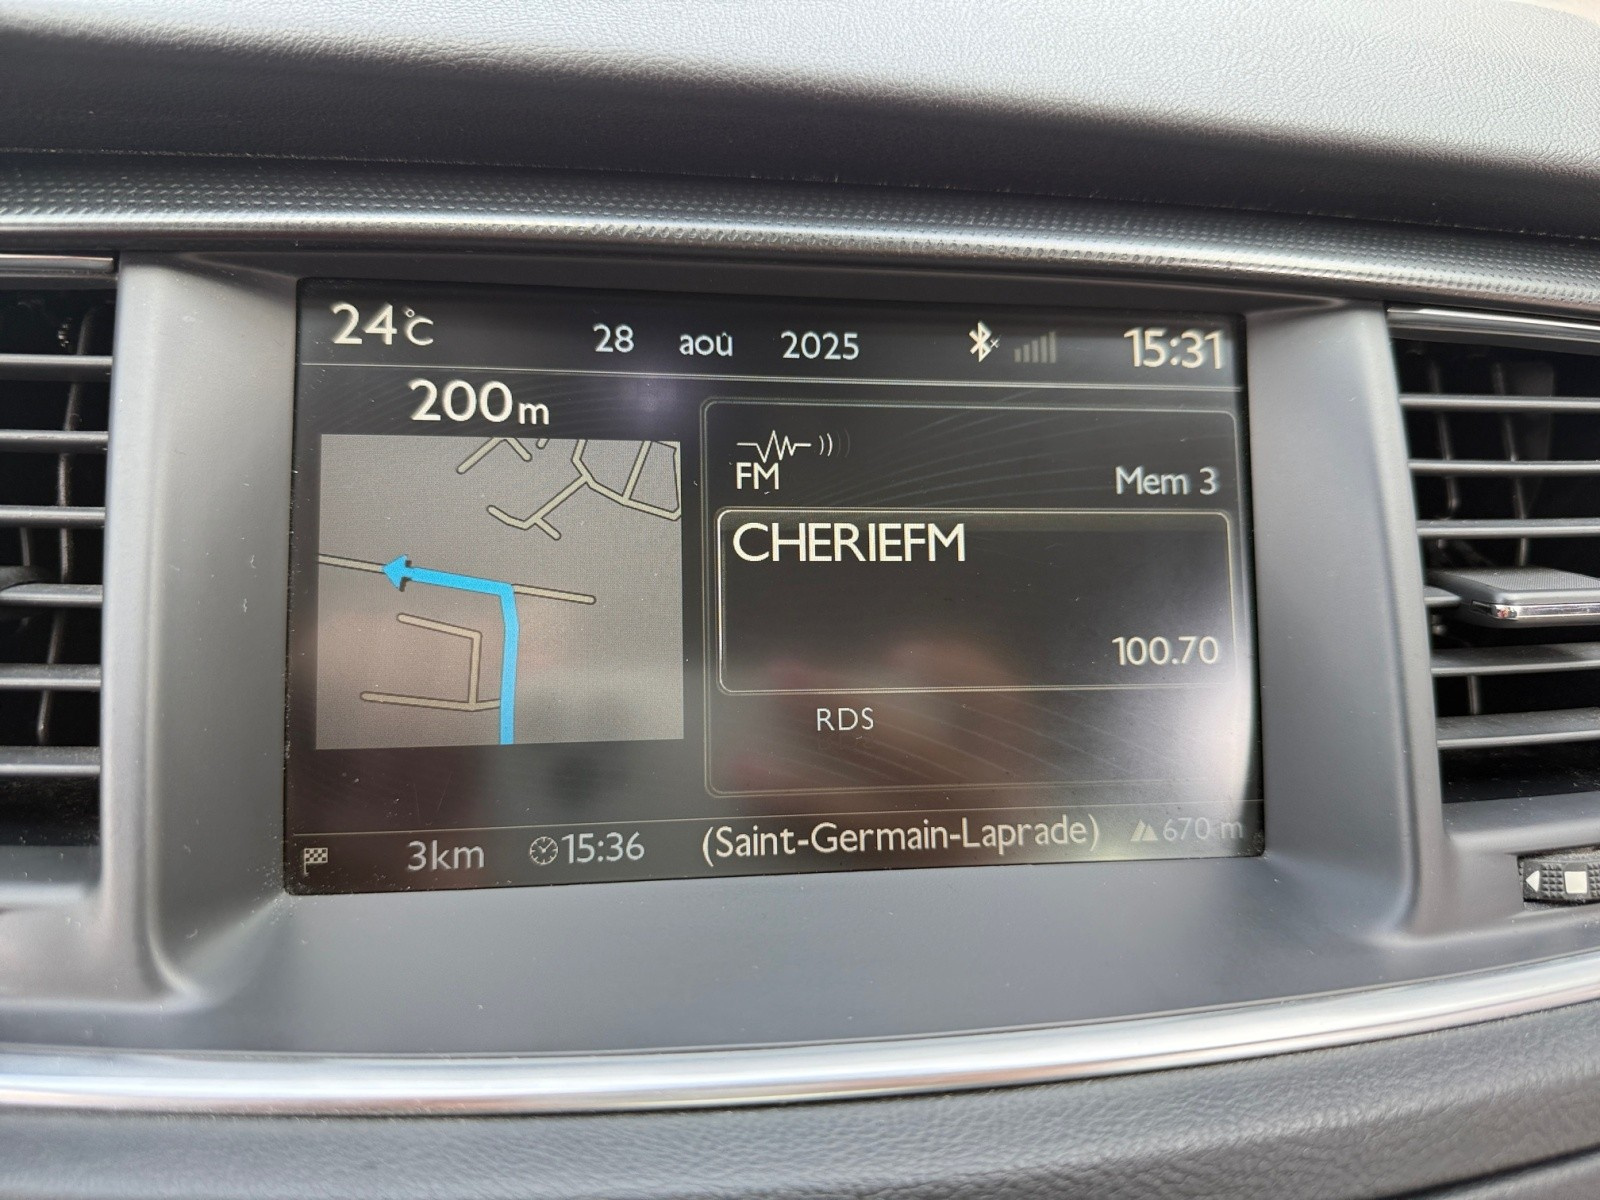 24°C 28 aoû 2025 15:31
200 m
FM
Mem 3
CHERIEFM
100.70
RDS
3km 15:36 (Saint-Germain-Laprade) 670 m